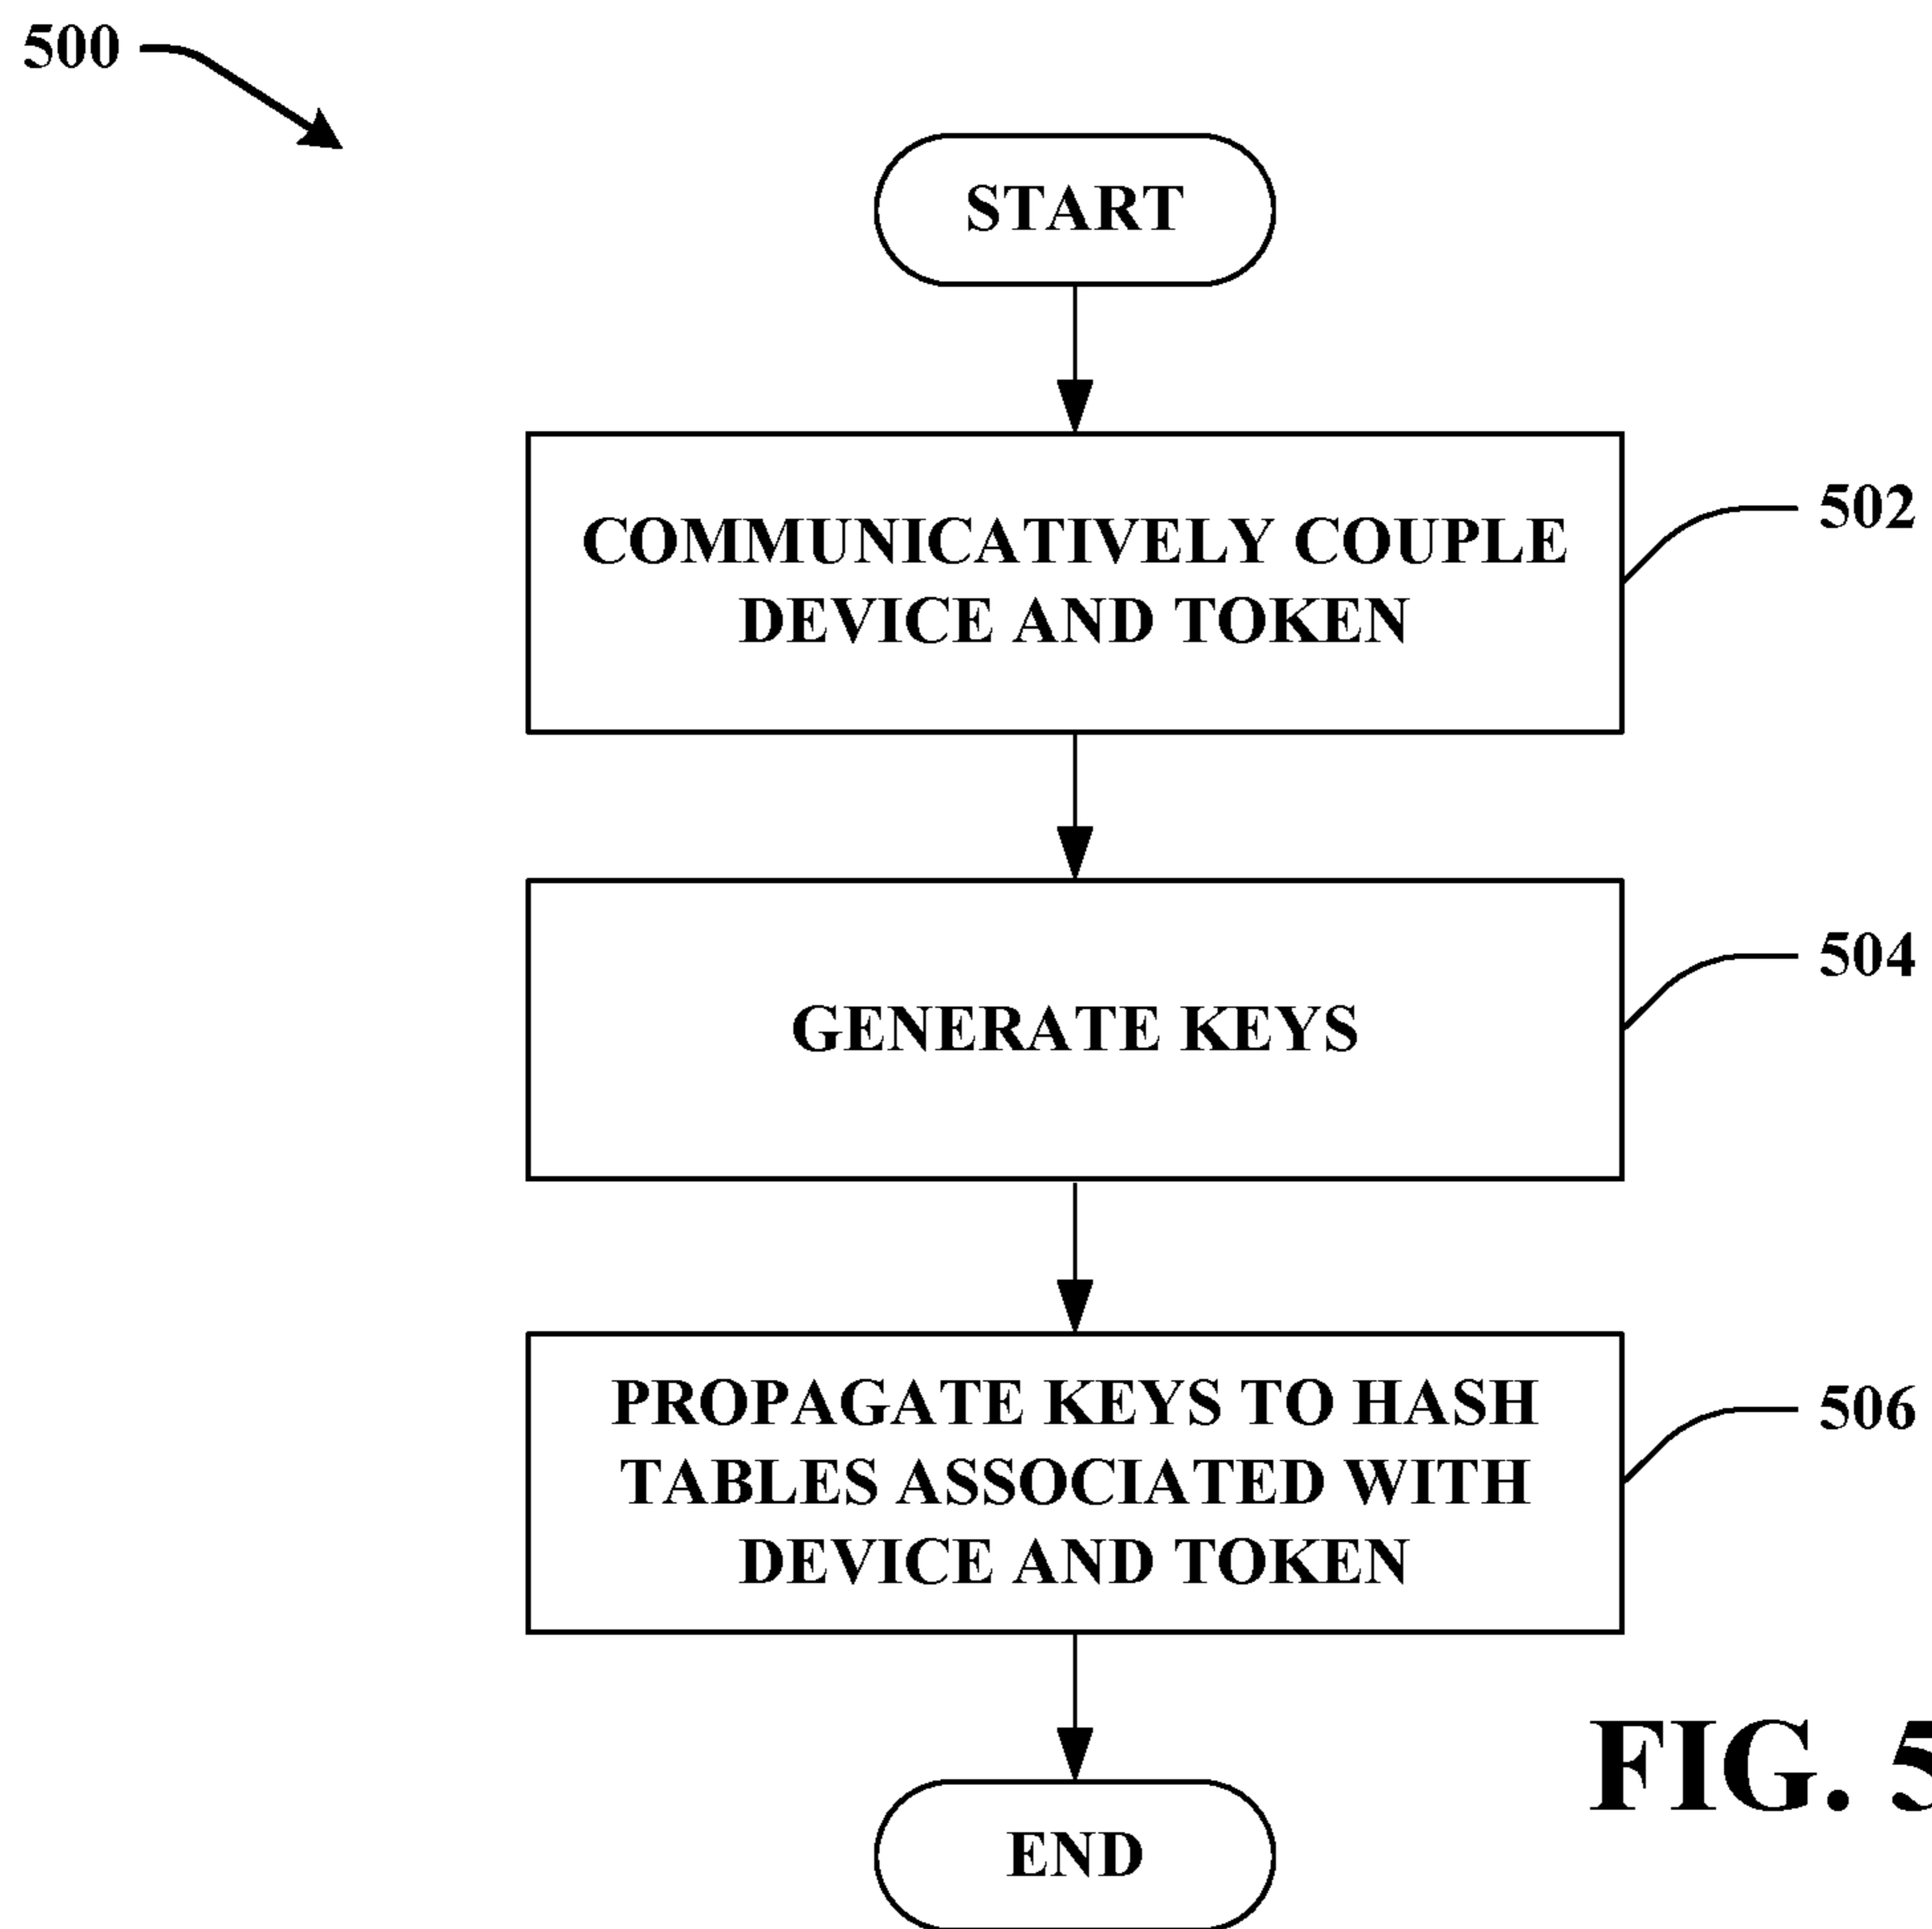 500
START
COMMUNICATIVELY COUPLE
DEVICE AND TOKEN
502
GENERATE KEYS
504
PROPAGATE KEYS TO HASH
TABLES ASSOCIATED WITH
DEVICE AND TOKEN
506
FIG. 5
END